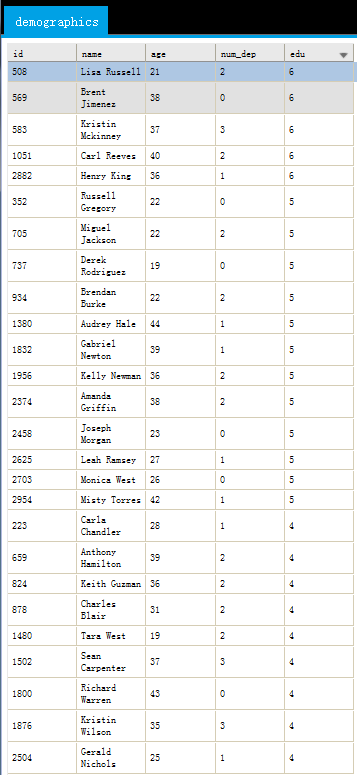 demographics
id name age num_dep edu
508 Lisa Russell 21 2 6
569 Brent Jimenez 38 0 6
583 Kristin Mckinney 37 3 6
1051 Carl Reeves 40 2 6
2882 Henry King 36 1 6
352 Russell Gregory 22 0 5
705 Miguel Jackson 22 2 5
737 Derek Rodriguez 19 0 5
934 Brendan Burke 22 2 5
1380 Audrey Hale 44 1 5
1832 Gabriel Newton 39 1 5
1956 Kelly Newman 36 2 5
2374 Amanda Griffin 38 2 5
2458 Joseph Morgan 23 0 5
2625 Leah Ramsey 27 1 5
2703 Monica West 26 0 5
2954 Misty Torres 42 1 5
223 Carla Chandler 28 1 4
659 Anthony Hamilton 39 2 4
824 Keith Guzman 36 2 4
878 Charles Blair 31 2 4
1480 Tara West 19 2 4
1502 Sean Carpenter 37 3 4
1800 Richard Warren 43 0 4
1876 Kristin Wilson 35 3 4
2504 Gerald Nichols 25 1 4